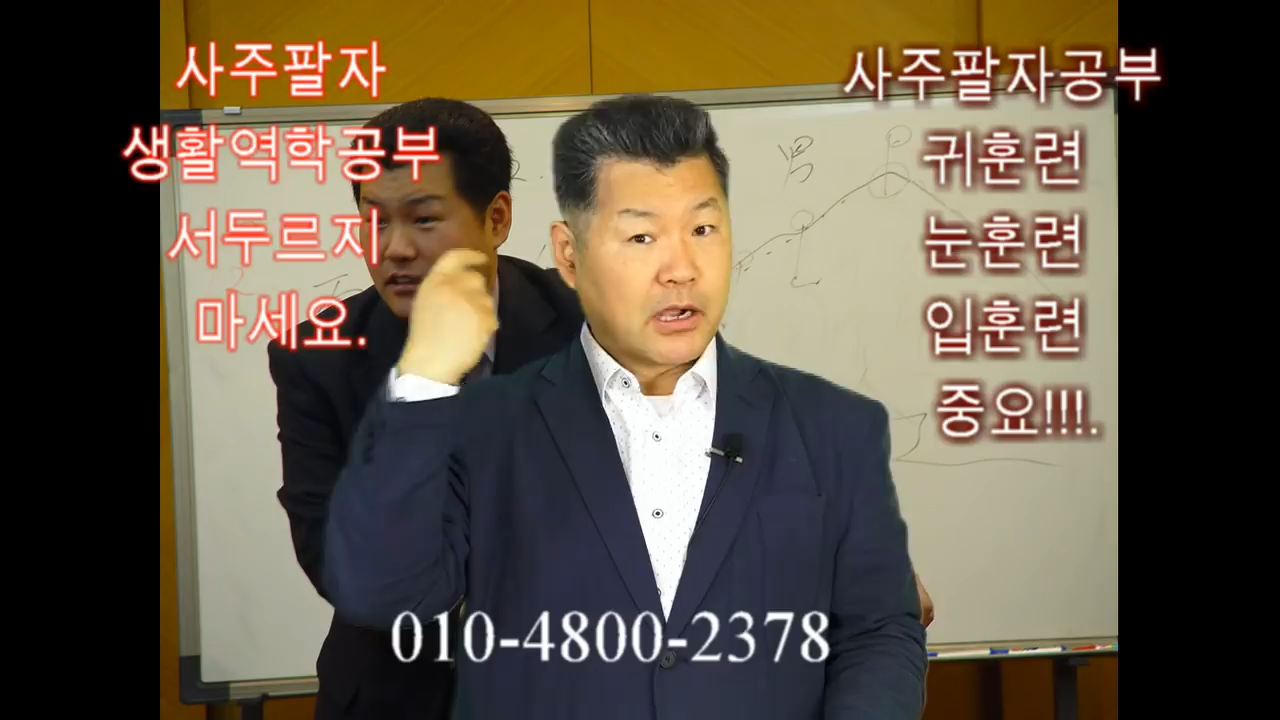 사주팔자
생활역학공부
서두르지
마세요.
사주팔자공부
귀훈련
눈훈련
입훈련
중요!!!.
男
010-4800-2378